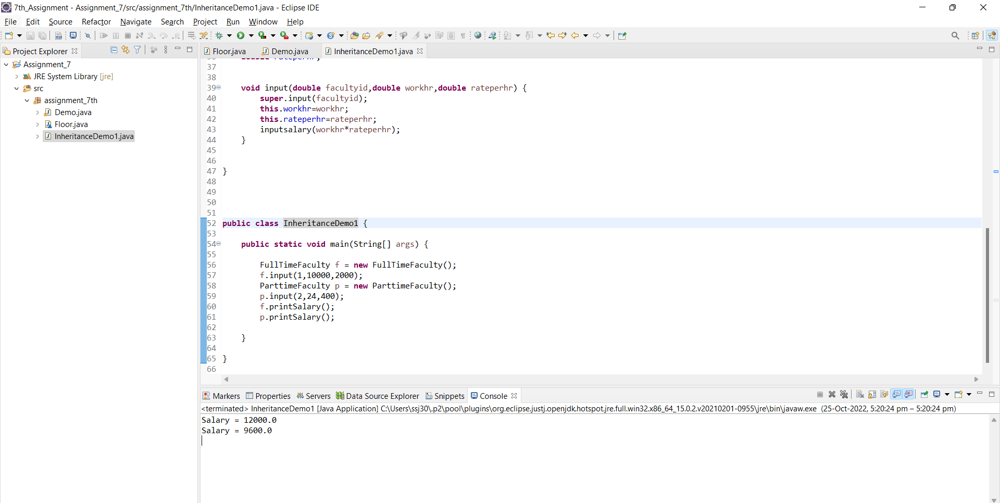 7th_Assignment - Assignment_7/src/assignment_7th/InheritanceDemo1.java - Eclipse IDE
File Edit Source Refactor Navigate Search Project Run Window Help
Project Explorer
Floor.java Demo.java InheritanceDemo1.java
Assignment_7
JRE System Library [jre]
src
assignment_7th
Demo.java
Floor.java
InheritanceDemo1.java
37
38
39 void input(double facultyid,double workhr,double rateperhr) {
40 super.input(facultyid);
41 this.workhr=workhr;
42 this.rateperhr=rateperhr;
43 inputsalary(workhr*rateperhr);
44 }
45
46
47 }
48
49
50
51
52 public class InheritanceDemo1 {
53
54 public static void main(String[] args) {
55
56 FullTimeFaculty f = new FullTimeFaculty();
57 f.input(1,10000,2000);
58 ParttimeFaculty p = new ParttimeFaculty();
59 p.input(2,24,400);
60 f.printSalary();
61 p.printSalary();
62
63 }
64
65 }
66
Markers Properties Servers Data Source Explorer Snippets Console
<terminated> InheritanceDemo1 [Java Application] C:\Users\ssj30\.p2\pool\plugins\org.eclipse.justj.openjdk.hotspot.jre.full.win32.x86_64_15.0.2.v20210201-0955\jre\bin\javaw.exe (25-Oct-2022, 5:20:24 pm – 5:20:24 pm)
Salary = 12000.0
Salary = 9600.0